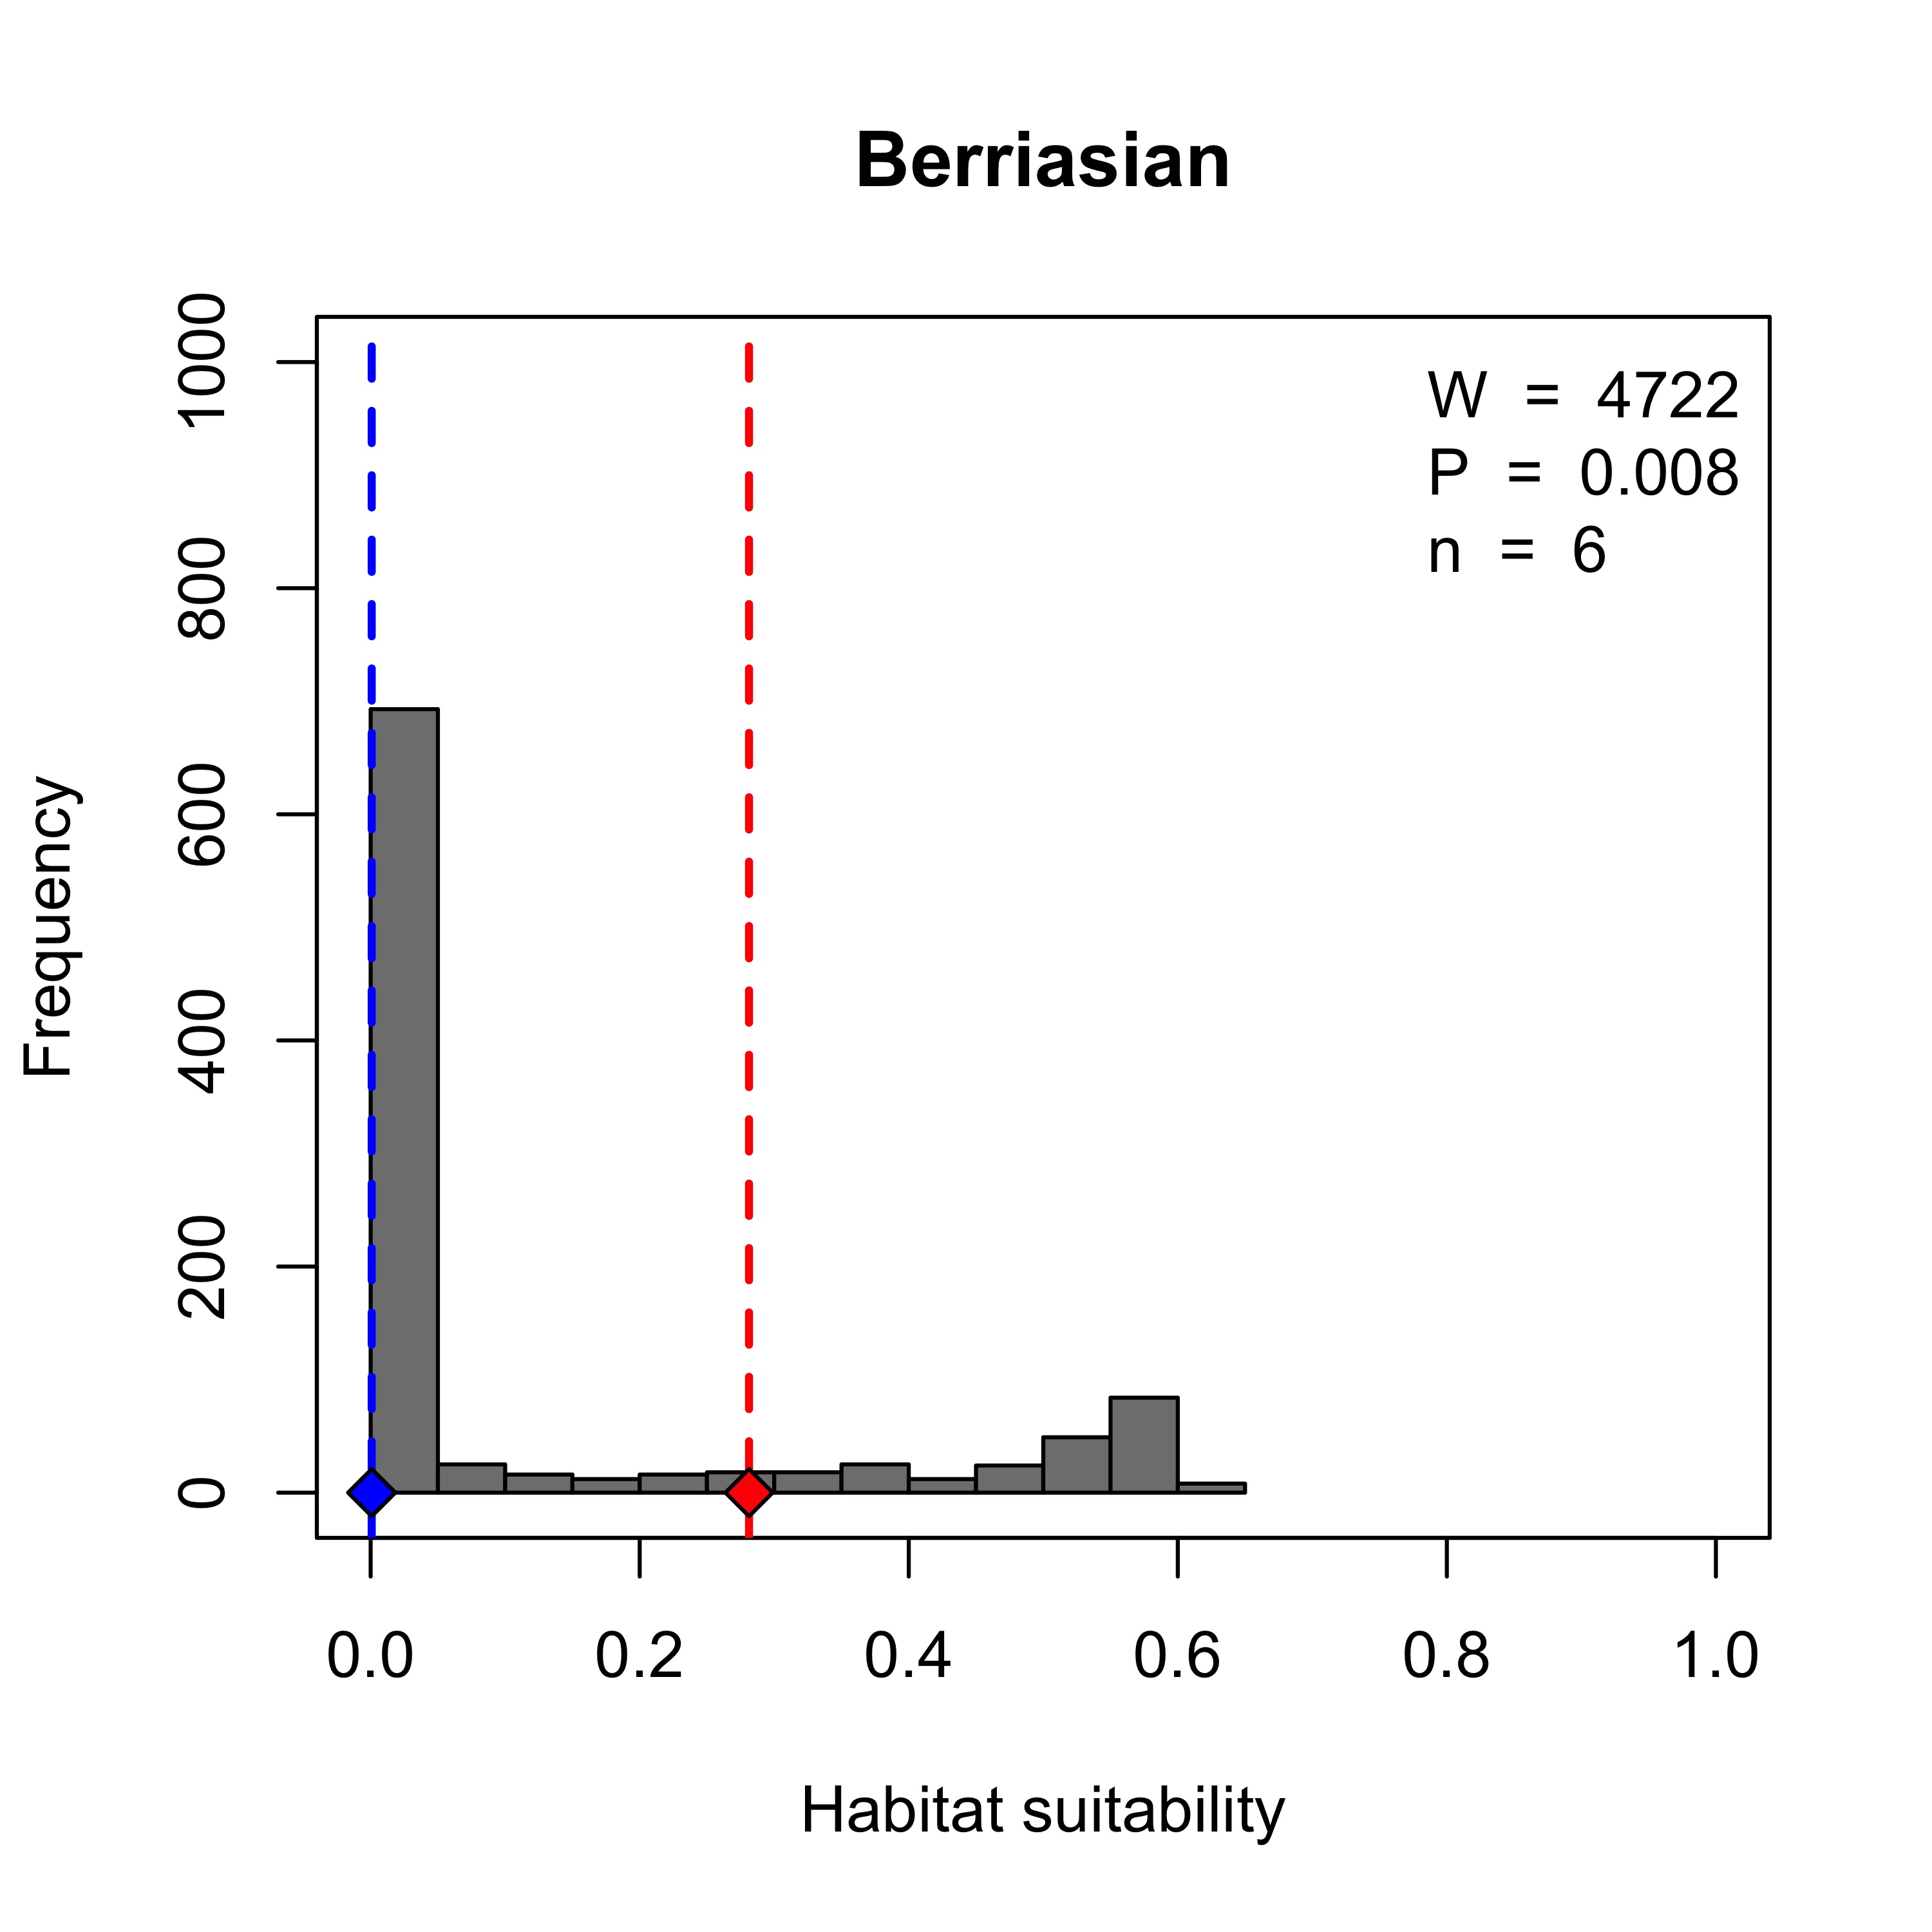 Berriasian
W = 4722
P = 0.008
n = 6
Frequency
1000
800
600
400
200
0
0.0 0.2 0.4 0.6 0.8 1.0
Habitat suitability